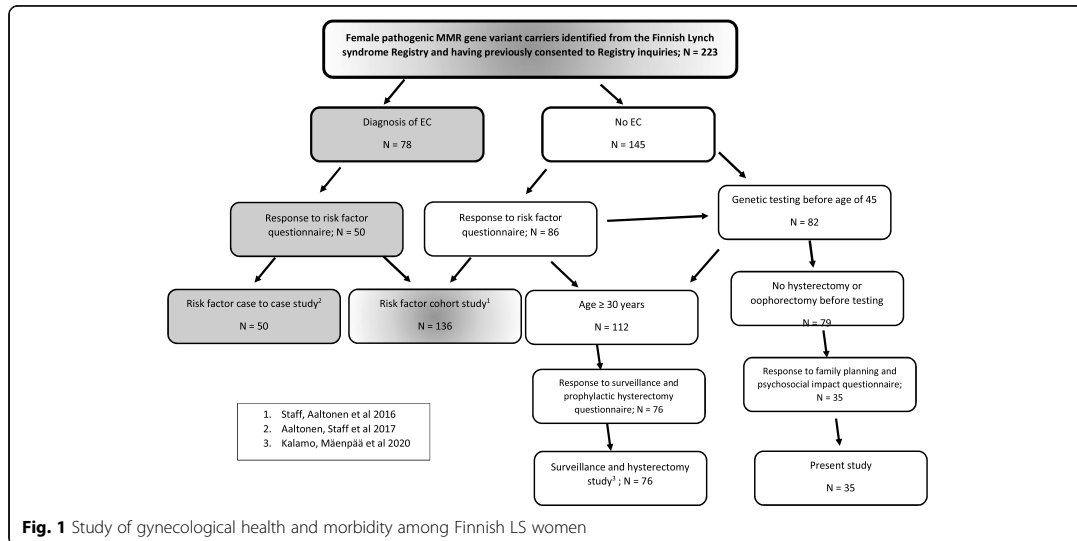 Female pathogenic MMR gene variant carriers identified from the Finnish Lynch
syndrome Registry and having previously consented to Registry inquiries; N = 223
Diagnosis of EC
N = 78
No EC
N = 145
Genetic testing before age of 45
N = 82
Response to risk factor
questionnaire; N = 50
Response to risk factor
questionnaire; N = 86
No hysterectomy or
oophorectomy before testing
N = 79
Risk factor case to case study²
N = 50
Risk factor cohort study¹
N = 136
Age ≥ 30 years
N = 112
Response to family planning and
psychosocial impact questionnaire;
N = 35
Response to surveillance and
prophylactic hysterectomy
questionnaire; N = 76
1. Staff, Aaltonen et al 2016
2. Aaltonen, Staff et al 2017
3. Kalamo, Mäenpää et al 2020
Surveillance and hysterectomy
study³ ; N = 76
Present study
N = 35
Fig. 1 Study of gynecological health and morbidity among Finnish LS women